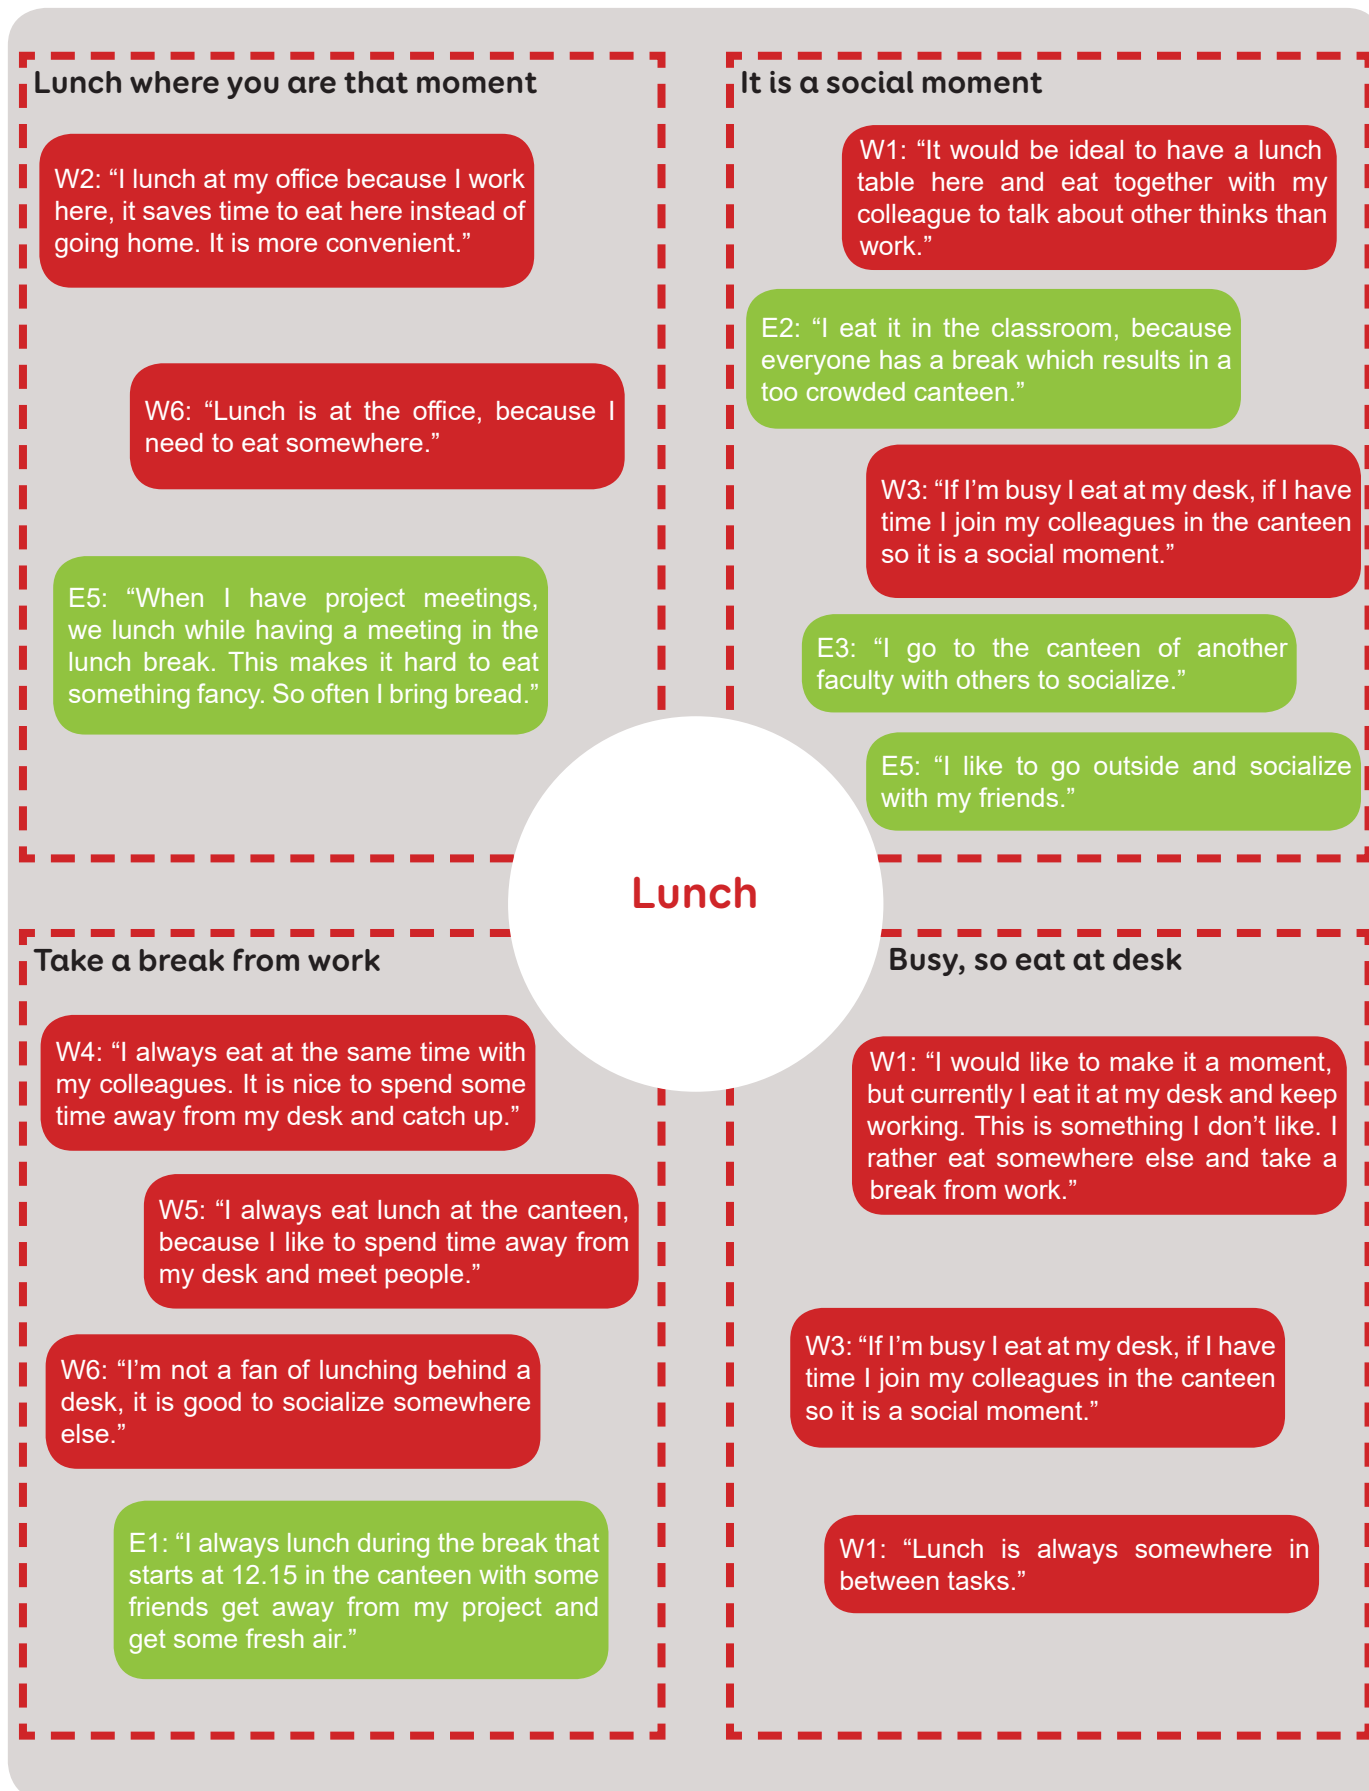 Lunch where you are that moment
W2: “I lunch at my office because I work
here, it saves time to eat here instead of
going home. It is more convenient.”
W6: “Lunch is at the office, because I
need to eat somewhere.”
E5: “When I have project meetings,
we lunch while having a meeting in the
lunch break. This makes it hard to eat
something fancy. So often I bring bread.”
It is a social moment
W1: “It would be ideal to have a lunch
table here and eat together with my
colleague to talk about other thinks than
work.”
E2: “I eat it in the classroom, because
everyone has a break which results in a
too crowded canteen.”
W3: “If I’m busy I eat at my desk, if I have
time I join my colleagues in the canteen
so it is a social moment.”
E3: “I go to the canteen of another
faculty with others to socialize.”
E5: “I like to go outside and socialize
with my friends.”
Lunch
Take a break from work
W4: “I always eat at the same time with
my colleagues. It is nice to spend some
time away from my desk and catch up.”
W5: “I always eat lunch at the canteen,
because I like to spend time away from
my desk and meet people.”
W6: “I’m not a fan of lunching behind a
desk, it is good to socialize somewhere
else.”
E1: “I always lunch during the break that
starts at 12.15 in the canteen with some
friends get away from my project and
get some fresh air.”
Busy, so eat at desk
W1: “I would like to make it a moment,
but currently I eat it at my desk and keep
working. This is something I don’t like. I
rather eat somewhere else and take a
break from work.”
W3: “If I’m busy I eat at my desk, if I have
time I join my colleagues in the canteen
so it is a social moment.”
W1: “Lunch is always somewhere in
between tasks.”